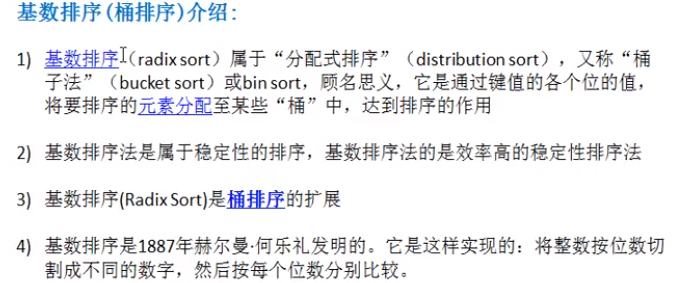 基数排序(桶排序)介绍:
1) 基数排序（radix sort）属于“分配式排序”（distribution sort），又称“桶
子法”（bucket sort）或bin sort，顾名思义，它是通过键值的各个位的值，
将要排序的元素分配至某些“桶”中，达到排序的作用
2) 基数排序法是属于稳定性的排序，基数排序法的是效率高的稳定性排序法
3) 基数排序(Radix Sort)是桶排序的扩展
4) 基数排序是1887年赫尔曼·何乐礼发明的。它是这样实现的：将整数按位数切
割成不同的数字，然后按每个位数分别比较。